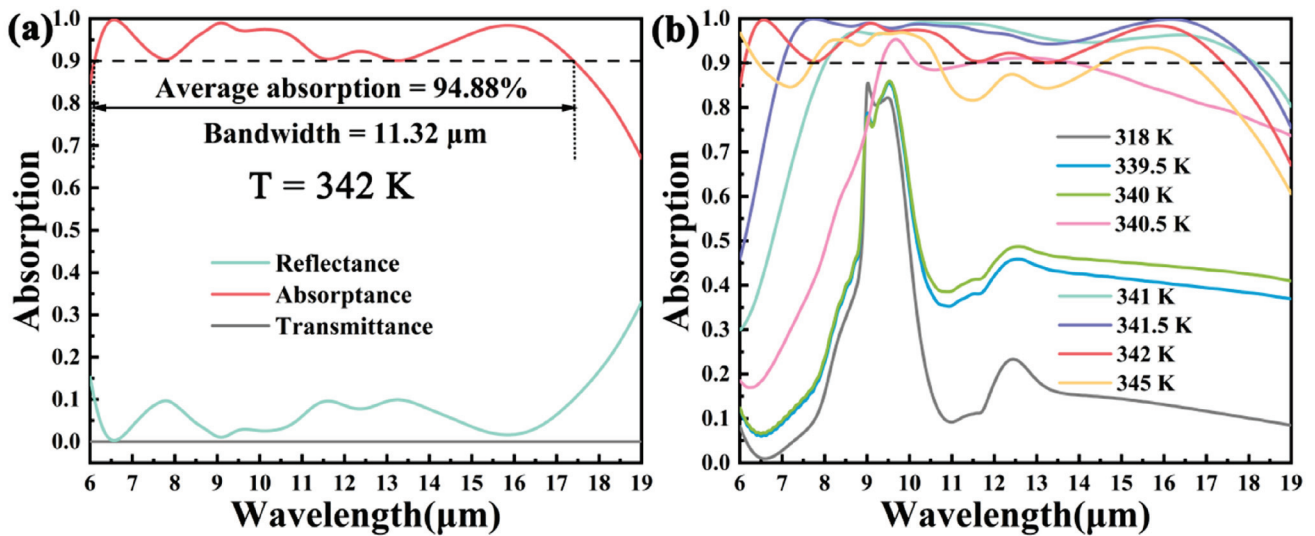 (a)
Absorption
1.0
0.9
0.8
0.7
0.6
0.5
0.4
0.3
0.2
0.1
0.0
Average absorption = 94.88%
Bandwidth = 11.32 μm
T = 342 K
Reflectance
Absorptance
Transmittance
6 7 8 9 10 11 12 13 14 15 16 17 18 19
Wavelength(μm)
(b)
Absorption
1.0
0.9
0.8
0.7
0.6
0.5
0.4
0.3
0.2
0.1
0.0
318 K
339.5 K
340 K
340.5 K
341 K
341.5 K
342 K
345 K
6 7 8 9 10 11 12 13 14 15 16 17 18 19
Wavelength(μm)